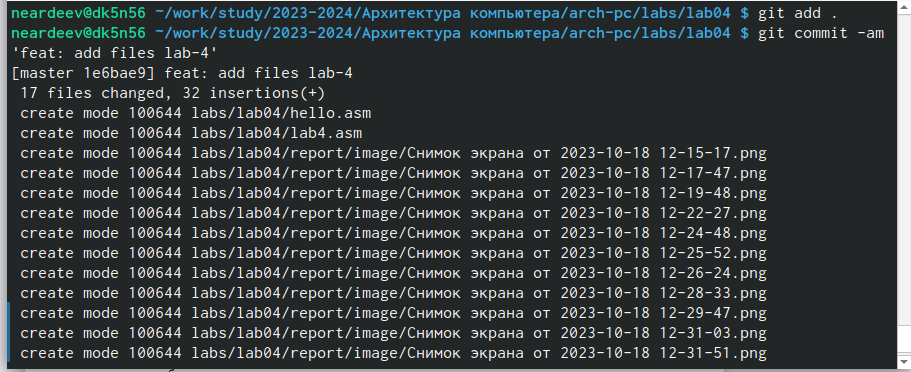 neardeev@dk5n56 ~/work/study/2023-2024/Архитектура компьютера/arch-pc/labs/lab04 $ git add .
neardeev@dk5n56 ~/work/study/2023-2024/Архитектура компьютера/arch-pc/labs/lab04 $ git commit -am
'feat: add files lab-4'
[master 1e6bae9] feat: add files lab-4
17 files changed, 32 insertions(+)
create mode 100644 labs/lab04/hello.asm
create mode 100644 labs/lab04/lab4.asm
create mode 100644 labs/lab04/report/image/Снимок экрана от 2023-10-18 12-15-17.png
create mode 100644 labs/lab04/report/image/Снимок экрана от 2023-10-18 12-17-47.png
create mode 100644 labs/lab04/report/image/Снимок экрана от 2023-10-18 12-19-48.png
create mode 100644 labs/lab04/report/image/Снимок экрана от 2023-10-18 12-22-27.png
create mode 100644 labs/lab04/report/image/Снимок экрана от 2023-10-18 12-24-48.png
create mode 100644 labs/lab04/report/image/Снимок экрана от 2023-10-18 12-25-52.png
create mode 100644 labs/lab04/report/image/Снимок экрана от 2023-10-18 12-26-24.png
create mode 100644 labs/lab04/report/image/Снимок экрана от 2023-10-18 12-28-33.png
create mode 100644 labs/lab04/report/image/Снимок экрана от 2023-10-18 12-29-47.png
create mode 100644 labs/lab04/report/image/Снимок экрана от 2023-10-18 12-31-03.png
create mode 100644 labs/lab04/report/image/Снимок экрана от 2023-10-18 12-31-51.png